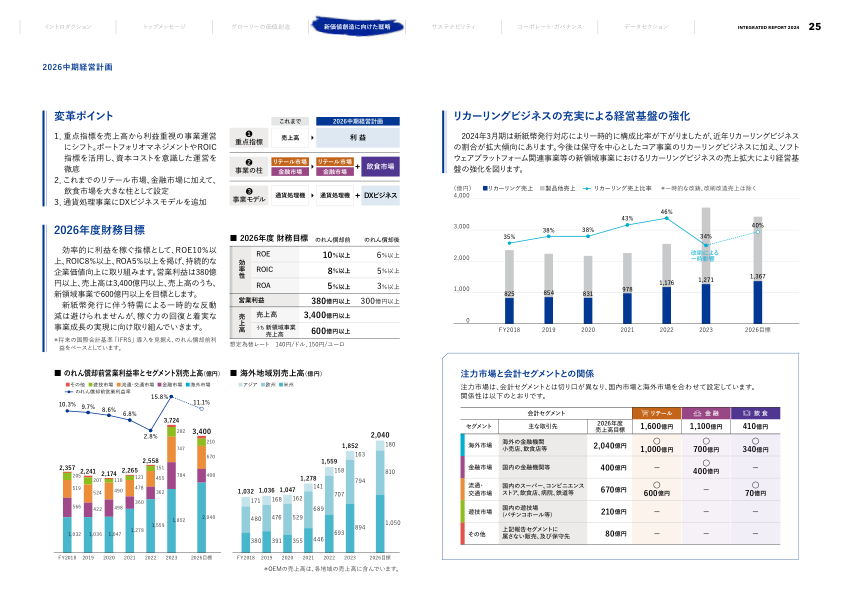 イントロダクション
トップメッセージ
グローリーの価値創造
新価値創造に向けた戦略
サステナビリティ
コーポレート・ガバナンス
データセクション
INTEGRATED REPORT 2024 25
2026中期経営計画
変革ポイント
1. 重点指標を売上高から利益重視の事業運営
にシフト。ポートフォリオマネジメントやROIC
指標を活用し、資本コストを意識した運営を
徹底
2. これまでのリテール市場、金融市場に加えて、
飲食市場を大きな柱として設定
3. 通貨処理事業にDXビジネスモデルを追加
これまで 2026中期経営計画
❶
重点指標 売上高 利益
❷
事業の柱 リテール市場 金融市場 リテール市場 金融市場 + 飲食市場
❸
事業モデル 通貨処理機 通貨処理機 + DXビジネス
2026年度財務目標
効率的に利益を稼ぐ指標として、ROE10%以
上、ROIC8%以上、ROA5%以上を掲げ、持続的な
企業価値向上に取り組みます。営業利益は380億
円以上、売上高は3,400億円以上、売上高のうち、
新領域事業で600億円以上を目標とします。
新紙幣発行に伴う特需による一時的な反動
減は避けられませんが、稼ぐ力の回復と着実な
事業成長の実現に向け取り組んでいきます。
※将来の国際会計基準「IFRS」導入を見据え、のれん償却前利
益をベースとしています。
■ 2026年度 財務目標 のれん償却前 のれん償却後
効率性
ROE 10%以上 6%以上
ROIC 8%以上 5%以上
ROA 5%以上 3%以上
営業利益 380億円以上 300億円以上
売上高
売上高 3,400億円以上
うち 新領域事業
売上高 600億円以上
想定為替レート 140円/ドル、150円/ユーロ
■ のれん償却前営業利益率とセグメント別売上高(億円)
■その他 ■遊技市場 ■流通・交通市場 ■金融市場 ■海外市場
のれん償却前営業利益率
10.3% 9.7% 8.6% 6.8% 2.8% 15.8% 11.1%
2,357 2,241 2,174 2,265 2,558 3,724 3,400
519 566 1,032
207 524 422 1,036
118 490 498 1,047
121 478 360 1,278
151 455 362 1,559
282 747 784 1,852
210 670 400 2,040
FY2018 2019 2020 2021 2022 2023 2026目標
■ 海外地域別売上高(億円)
アジア 欧州 米州
1,032 1,036 1,047 1,278 1,559 1,852 2,040
171 480 380
168 476 391
162 529 355
141 689 446
158 707 693
163 794 894
180 810 1,050
FY2018 2019 2020 2021 2022 2023 2026目標
※OEMの売上高は、各地域の売上高に含んでいます。
リカーリングビジネスの充実による経営基盤の強化
2024年3月期は新紙幣発行対応により一時的に構成比率が下がりましたが、近年リカーリングビジネス
の割合が拡大傾向にあります。今後は保守を中心としたコア事業のリカーリングビジネスに加え、ソフト
ウェアプラットフォーム関連事業等の新領域事業におけるリカーリングビジネスの売上拡大により経営基
盤の強化を図ります。
(億円) ■リカーリング売上 ■製品他売上 リカーリング売上比率 ※一時的な改刷、改刷改造売上は除く
4,000
3,000
2,000
1,000
0
35% 38% 38% 43% 46% 34% 40%
改刷による
一時影響
825 854 831 978 1,176 1,271 1,367
FY2018 2019 2020 2021 2022 2023 2026目標
注力市場と会計セグメントとの関係
注力市場は、会計セグメントとは切り口が異なり、国内市場と海外市場を合わせて設定しています。
関係性は以下のとおりです。
会計セグメント リテール 金融 飲食
セグメント 主な取引先 2026年度
売上高目標 1,600億円 1,100億円 410億円
海外市場 海外の金融機関
小売店、飲食店等 2,040億円 ○
1,000億円 ○
700億円 ○
340億円
金融市場 国内の金融機関等 400億円 − ○
400億円 −
流通・
交通市場 国内のスーパー、コンビニエンス
ストア、飲食店、病院、鉄道等 670億円 ○
600億円 − ○
70億円
遊技市場 国内の遊技場
(パチンコホール等) 210億円 − − −
その他 上記報告セグメントに
属さない販売、及び保守先 80億円 − − −